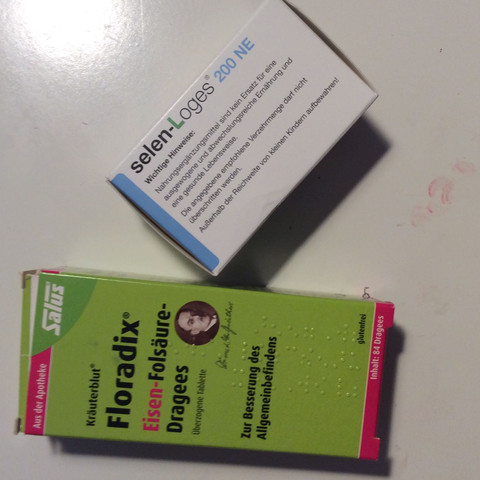 selen-Loges® 200 NE
Wichtige Hinweise:
Nahrungsergänzungsmittel sind kein Ersatz für eine
ausgewogene und abwechslungsreiche Ernährung und
eine gesunde Lebensweise.
Die angegebene empfohlene Verzehrmenge darf nicht
überschritten werden.
Außerhalb der Reichweite von kleinen Kindern aufbewahren!
Salus®
Aus der Apotheke
Kräuterblut®
Floradix®
Eisen-Folsäure-
Dragees
Überzogene Tablette
Zur Besserung des
Allgemeinbefindens
glutenfrei
Inhalt: 84 Dragees